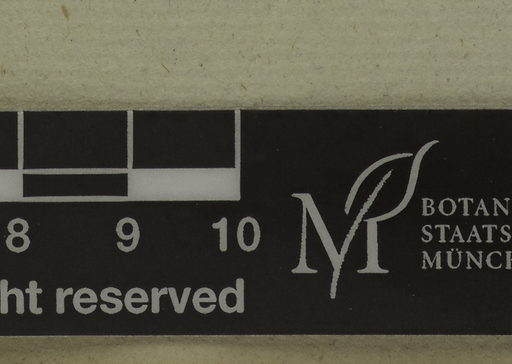 8 9 10
ht reserved
M
BOTAN
STAATS
MÜNCH